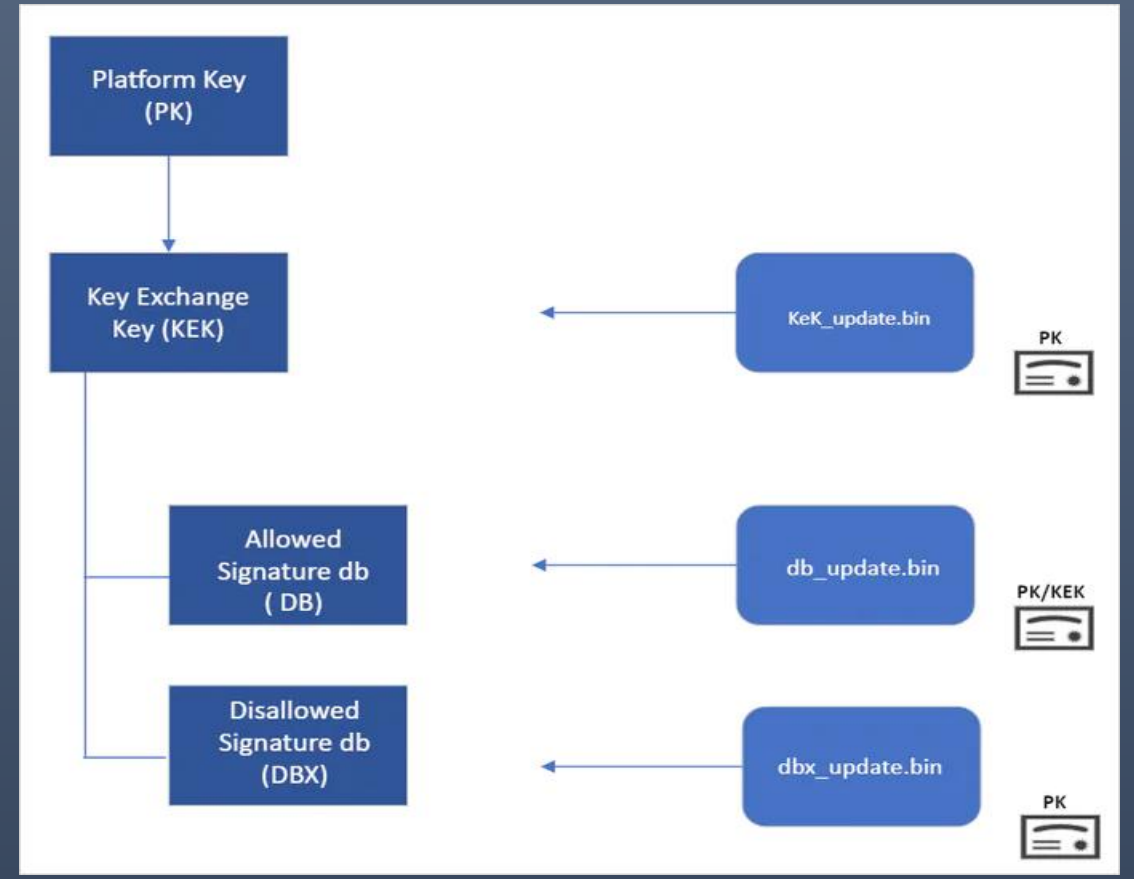 Platform Key
(PK)
Key Exchange
Key (KEK)
KeK_update.bin
PK
Allowed
Signature db
( DB)
db_update.bin
PK/KEK
Disallowed
Signature db
(DBX)
dbx_update.bin
PK